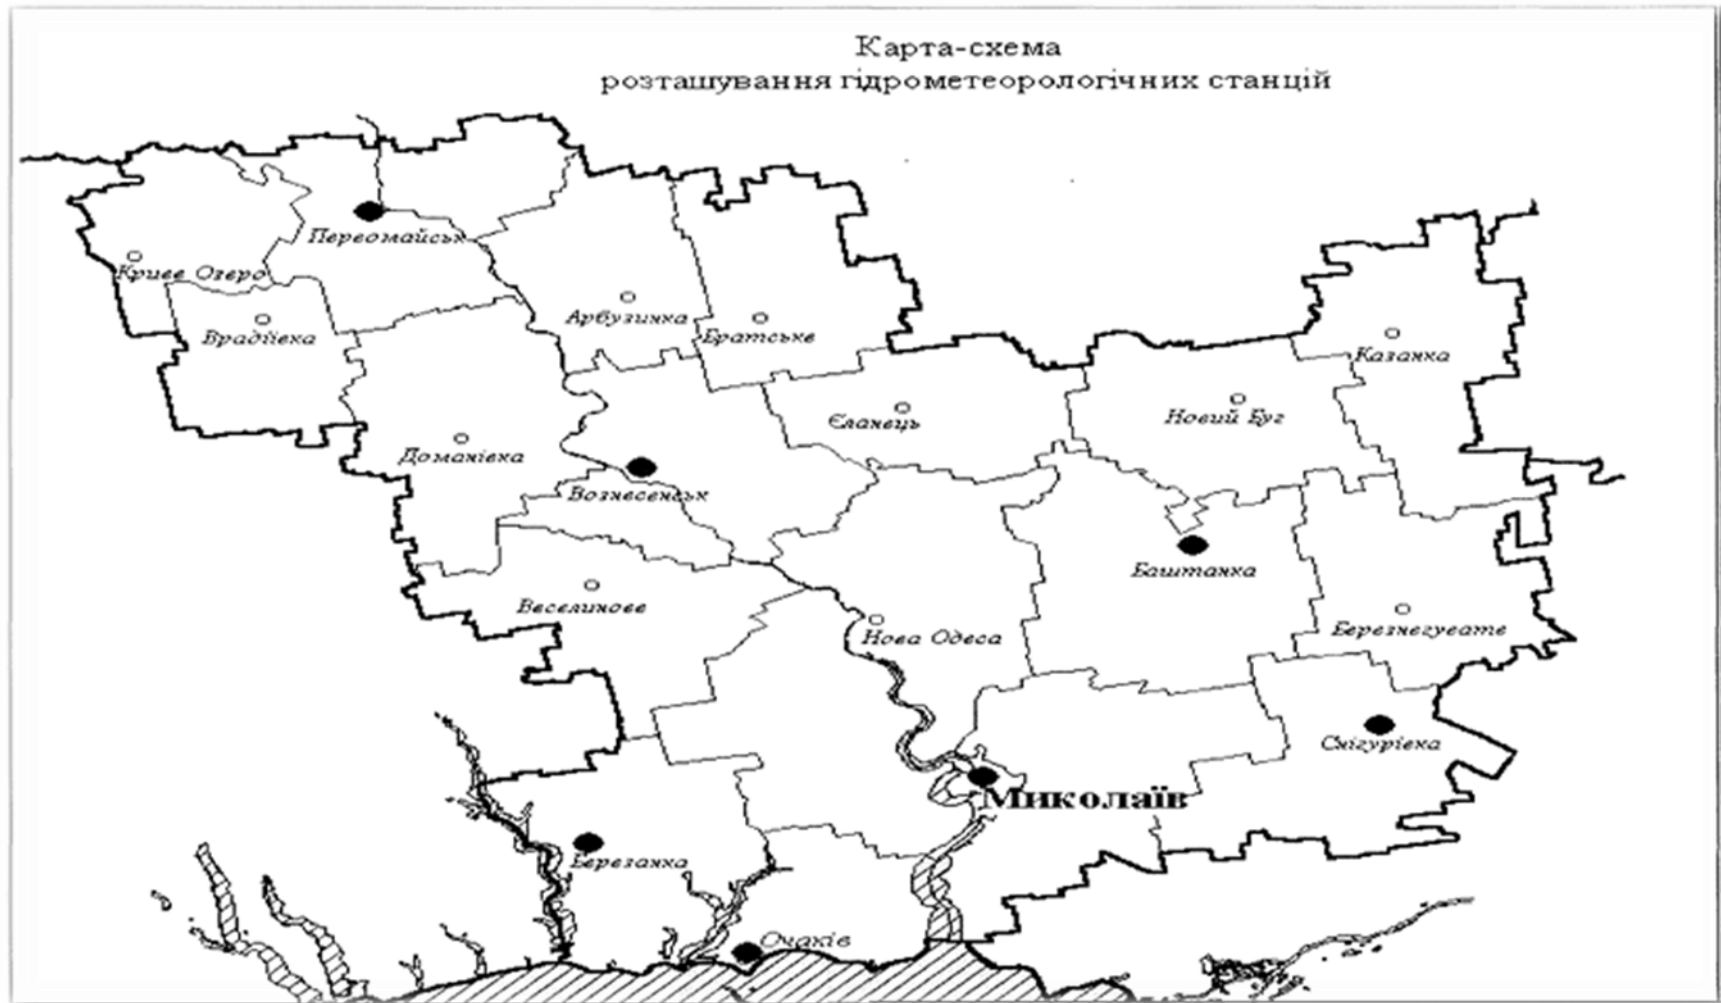 Карта-схема
розташування гідрометеорологічних станцій
Первомайськ
Криве Озеро
Арбузинка
Братське
Врадіївка
Казанка
Єланець
Новий Буг
Доманівка
Вознесенськ
Баштанка
Веселинове
Нова Одеса
Березнегувате
Снігурівка
Миколаїв
Березанка
Очаків